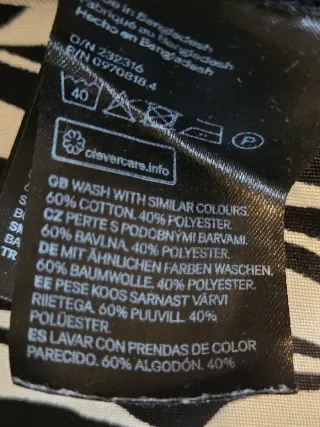 Made in Bangladesh
Fabriqué au Bangladesh
Hecho en Bangladesh
O/N 232316
P/N 0970818.4
40
P
clevercare.info
GB WASH WITH SIMILAR COLOURS.
60% COTTON. 40% POLYESTER.
CZ PERTE S PODOBNÝMI BARVAMI.
60% BAVLNA. 40% POLYESTER.
DE MIT ÄHNLICHEN FARBEN WASCHEN.
60% BAUMWOLLE. 40% POLYESTER.
EE PESE KOOS SARNAST VÄRVI
RIIETEGA. 60% PUUVILL. 40%
POLÜESTER.
ES LAVAR CON PRENDAS DE COLOR
PARECIDO. 60% ALGODÓN. 40%